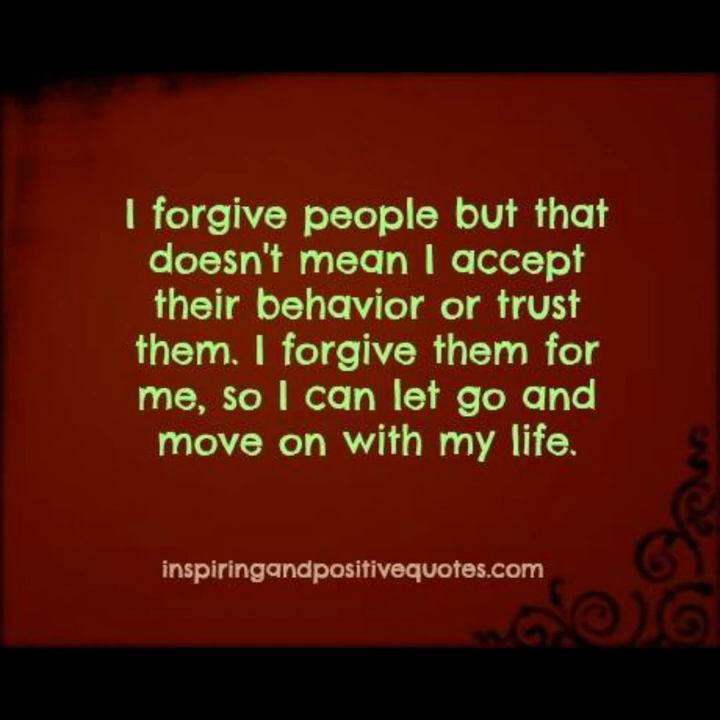 I forgive people but that
doesn't mean I accept
their behavior or trust
them. I forgive them for
me, so I can let go and
move on with my life.
inspiringandpositivequotes.com